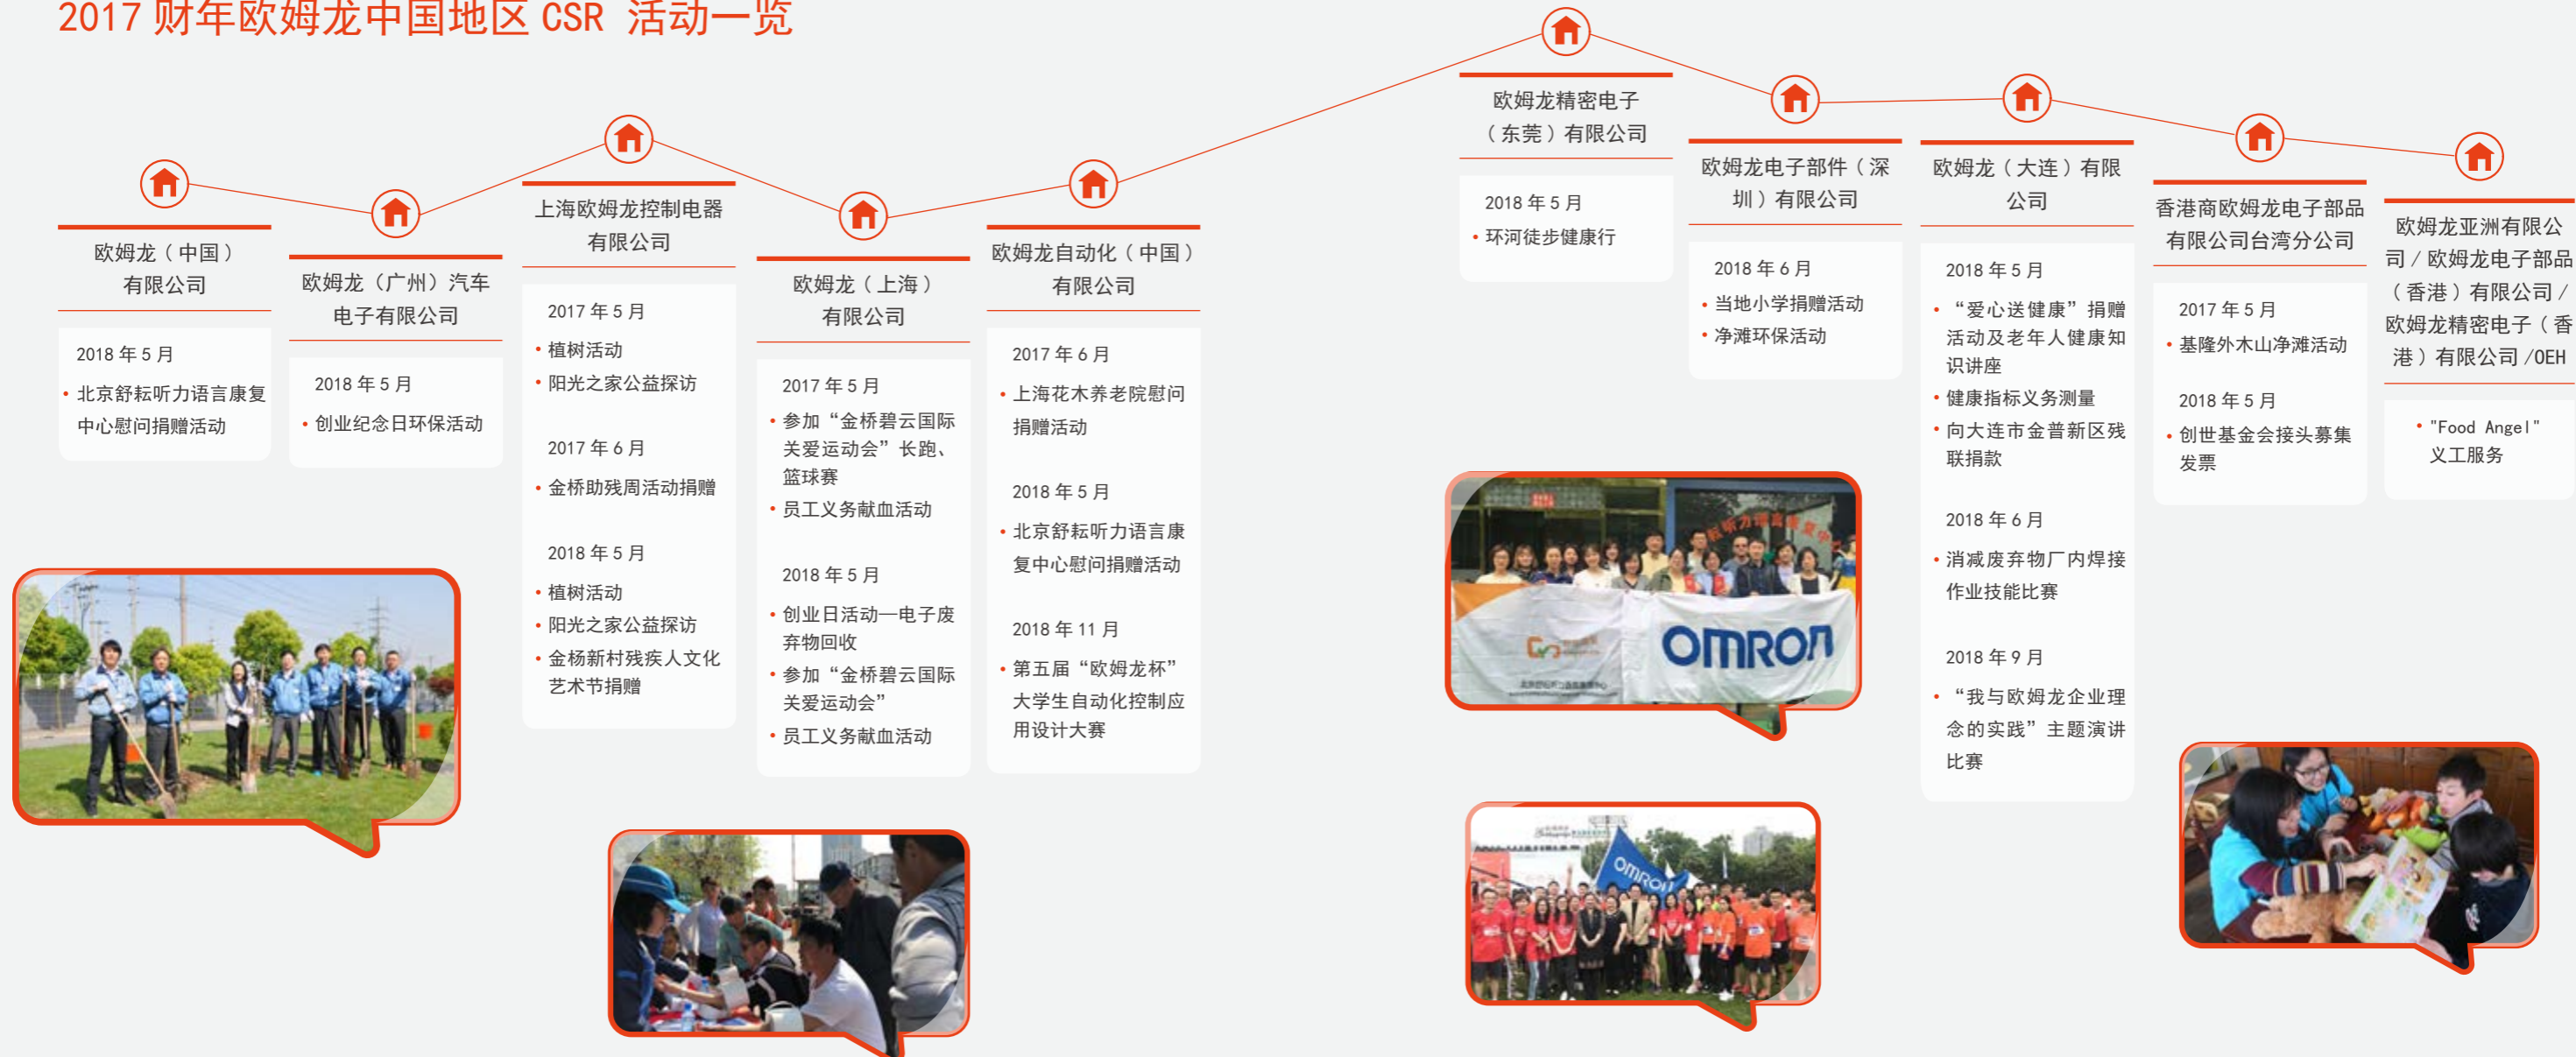 2017 财年欧姆龙中国地区 CSR 活动一览
欧姆龙（中国）
有限公司
2018 年 5 月
• 北京舒耘听力语言康复
中心慰问捐赠活动
欧姆龙（广州）汽车
电子有限公司
2018 年 5 月
• 创业纪念日环保活动
上海欧姆龙控制电器
有限公司
2017 年 5 月
• 植树活动
• 阳光之家公益探访
2017 年 6 月
• 金桥助残周活动捐赠
2018 年 5 月
• 植树活动
• 阳光之家公益探访
• 金杨新村残疾人文化
艺术节捐赠
欧姆龙（上海）
有限公司
2017 年 5 月
• 参加“金桥碧云国际
关爱运动会”长跑、
篮球赛
• 员工义务献血活动
2018 年 5 月
• 创业日活动—电子废
弃物回收
• 参加“金桥碧云国际
关爱运动会”
• 员工义务献血活动
欧姆龙自动化（中国）
有限公司
2017 年 6 月
• 上海花木养老院慰问
捐赠活动
2018 年 5 月
• 北京舒耘听力语言康
复中心慰问捐赠活动
2018 年 11 月
• 第五届“欧姆龙杯”
大学生自动化控制应
用设计大赛
欧姆龙精密电子
（东莞）有限公司
2018 年 5 月
• 环河徒步健康行
欧姆龙电子部件（深
圳）有限公司
2018 年 6 月
• 当地小学捐赠活动
• 净滩环保活动
欧姆龙（大连）有限
公司
2018 年 5 月
• “爱心送健康”捐赠
活动及老年人健康知
识讲座
• 健康指标义务测量
• 向大连市金普新区残
联捐款
2018 年 6 月
• 消减废弃物厂内焊接
作业技能比赛
2018 年 9 月
• “我与欧姆龙企业理
念的实践”主题演讲
比赛
香港商欧姆龙电子部品
有限公司台湾分公司
2017 年 5 月
• 基隆外木山净滩活动
2018 年 5 月
• 创世基金会接头募集
发票
欧姆龙亚洲有限公
司 / 欧姆龙电子部品
（香港）有限公司 /
欧姆龙精密电子（香
港）有限公司 /OEH
• "Food Angel"
义工服务
耘听力语言康复中
OMRON
OMRON